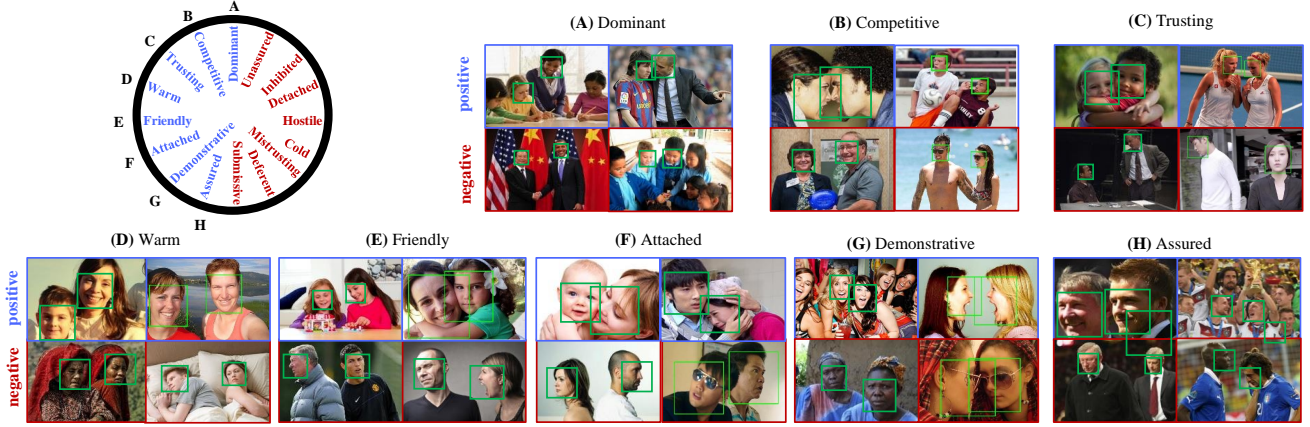 A
B
C
D
E
F
G
H
Dominant
Competitive
Trusting
Warm
Friendly
Attached
Demonstrative
Assured
Submissive
Deferent
Mistrusting
Cold
Hostile
Detached
Inhibited
Unassured
(A) Dominant
(B) Competitive
(C) Trusting
positive
negative
(D) Warm
(E) Friendly
(F) Attached
(G) Demonstrative
(H) Assured
positive
negative